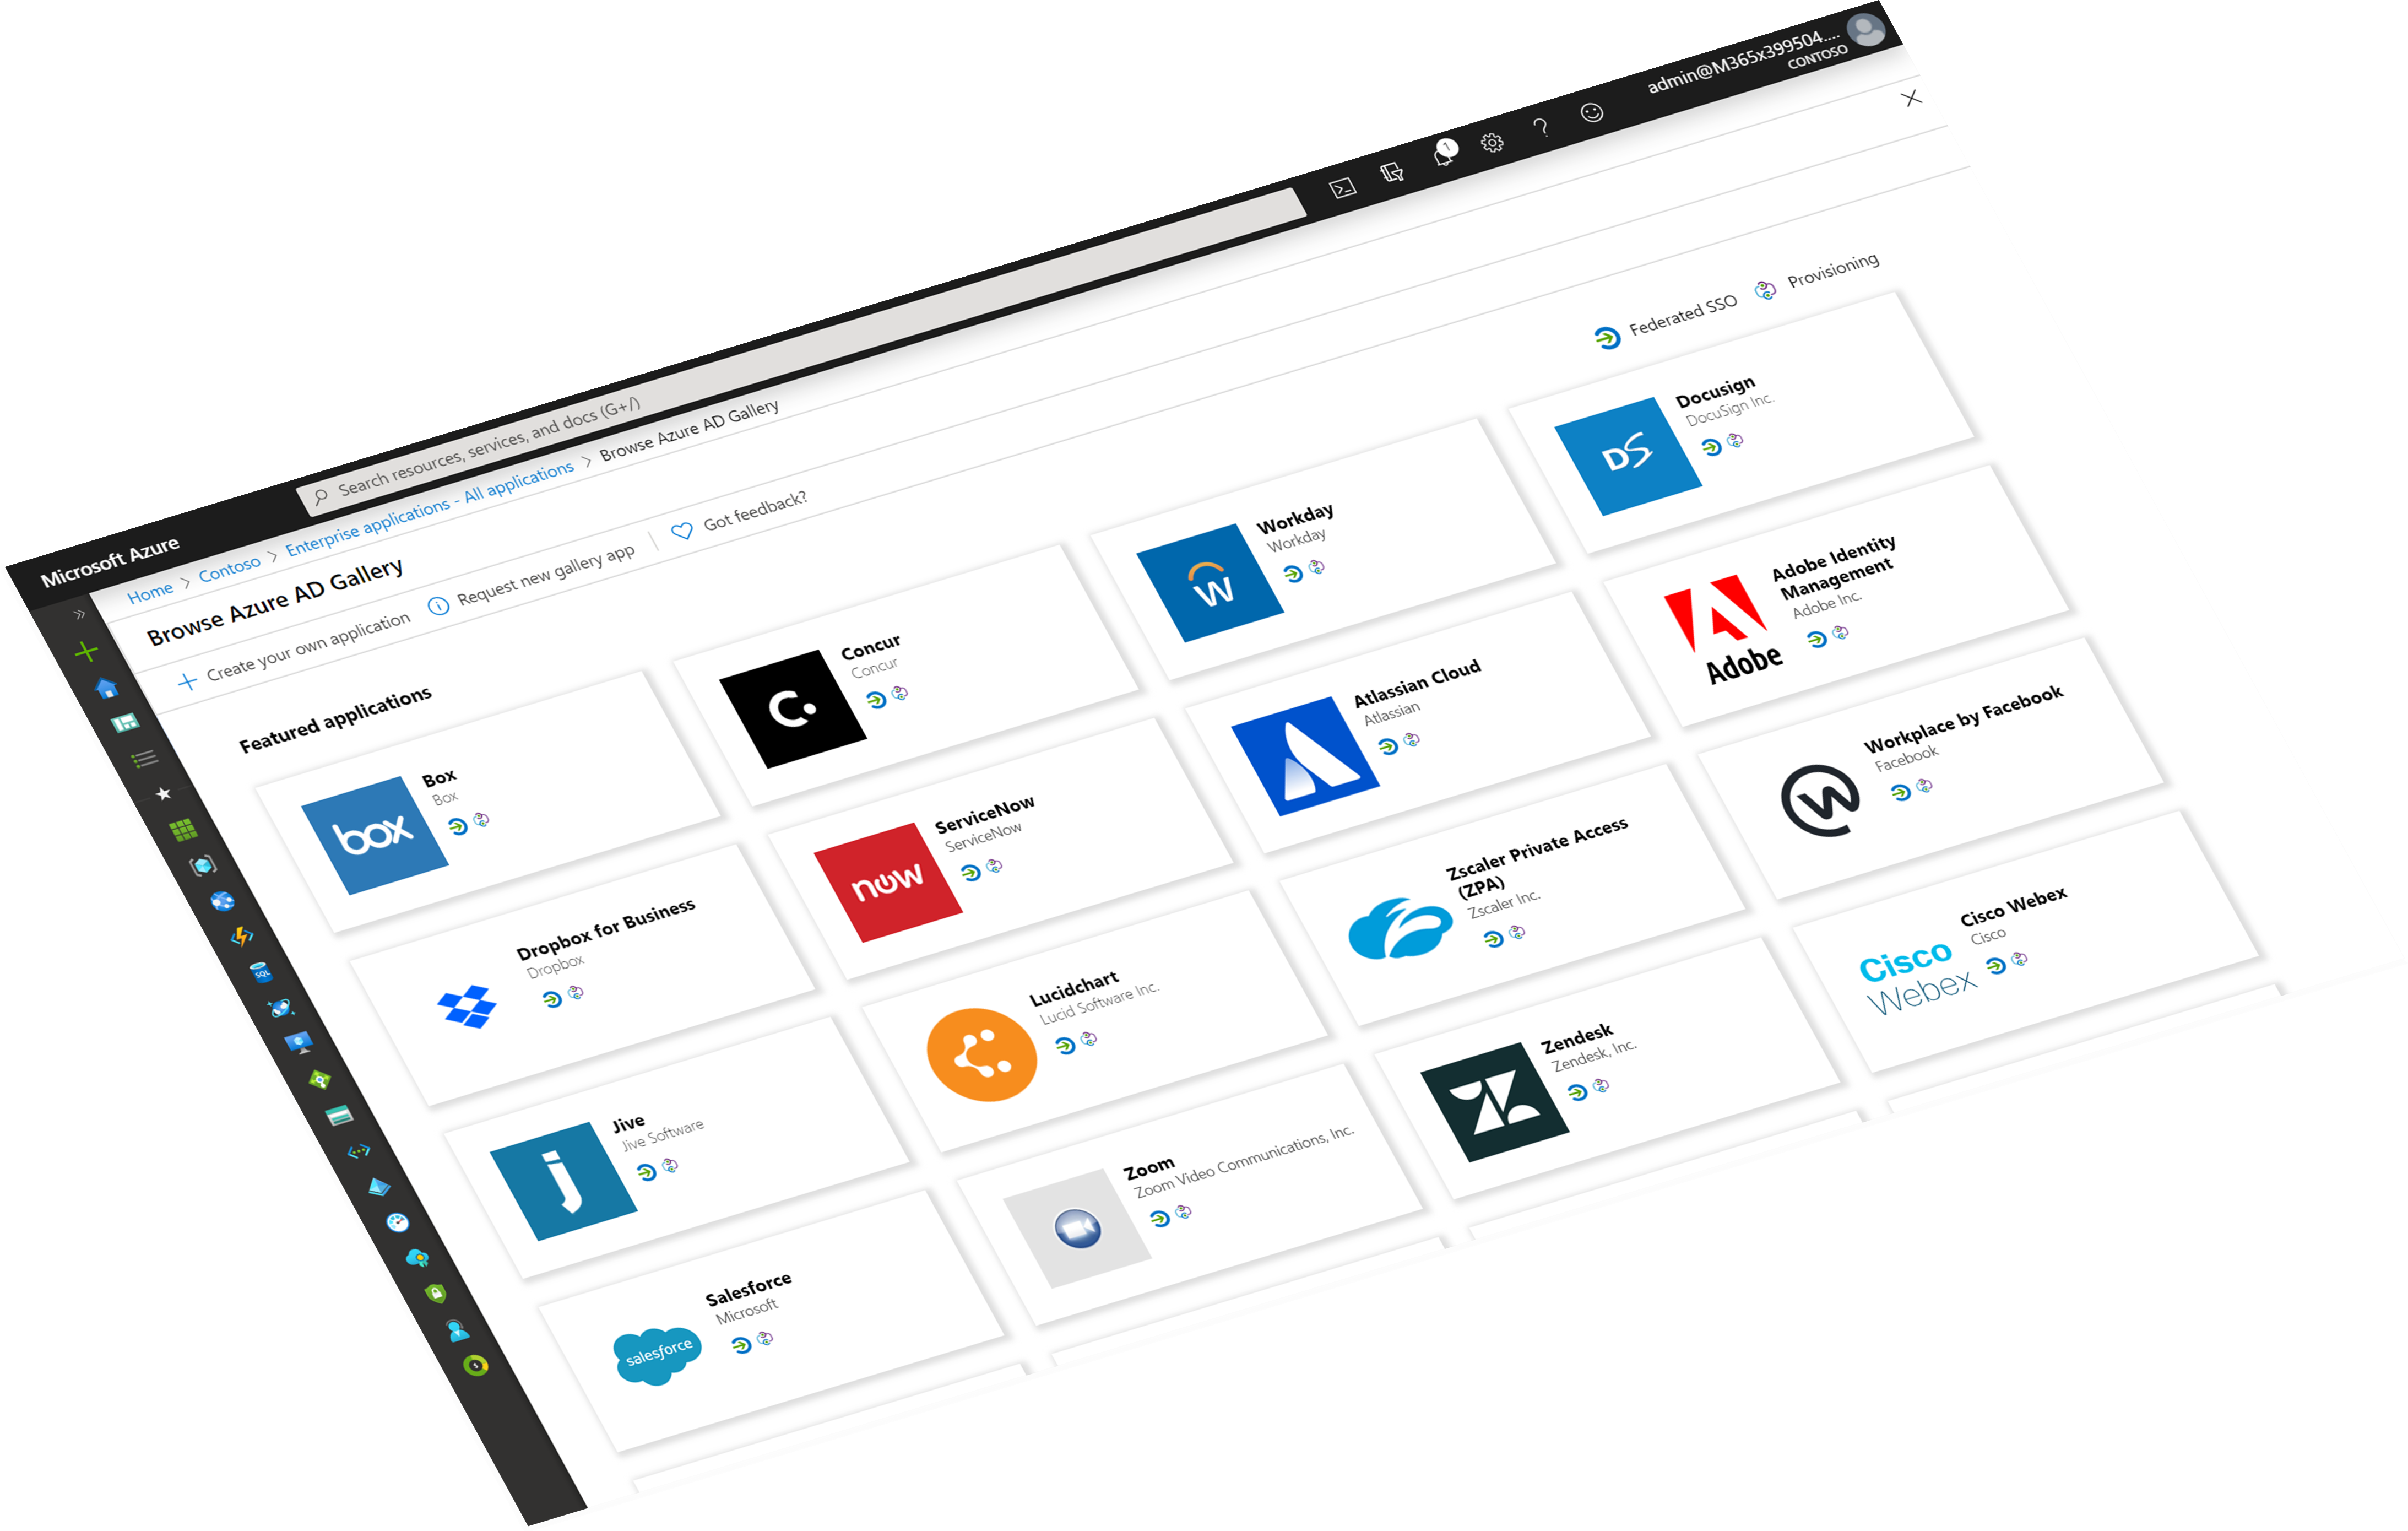 Microsoft Azure
Search resources, services, and docs (G+/)
1
admin@M365x399504....
CONTOSO
Home > Contoso > Enterprise applications - All applications > Browse Azure AD Gallery
Browse Azure AD Gallery
Create your own application
Request new gallery app
Got feedback?
Federated SSO
Provisioning
Featured applications
box
Box
Box
Concur
Concur
W
Workday
Workday
DS
Docusign
DocuSign Inc.
Dropbox for Business
Dropbox
now
ServiceNow
ServiceNow
Atlassian Cloud
Atlassian
Adobe
Adobe Identity
Management
Adobe Inc.
j
Jive
Jive Software
Lucidchart
Lucid Software Inc.
Zscaler Private Access
(ZPA)
Zscaler Inc.
Workplace by Facebook
Facebook
salesforce
Salesforce
Microsoft
Zoom
Zoom Video Communications, Inc.
Zendesk
Zendesk, Inc.
Cisco
Webex
Cisco Webex
Cisco
SQL